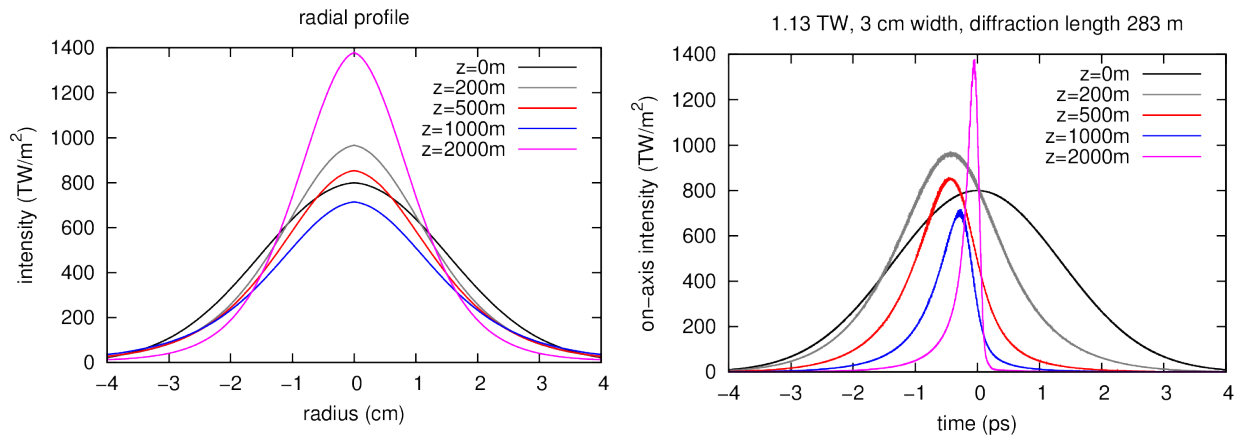 radial profile
1400
1200
1000
800
600
400
200
0
intensity (TW/m²)
z=0m
z=200m
z=500m
z=1000m
z=2000m
−4 −3 −2 −1 0 1 2 3 4
radius (cm)
1.13 TW, 3 cm width, diffraction length 283 m
1400
1200
1000
800
600
400
200
0
on−axis intensity (TW/m²)
z=0m
z=200m
z=500m
z=1000m
z=2000m
−4 −3 −2 −1 0 1 2 3 4
time (ps)